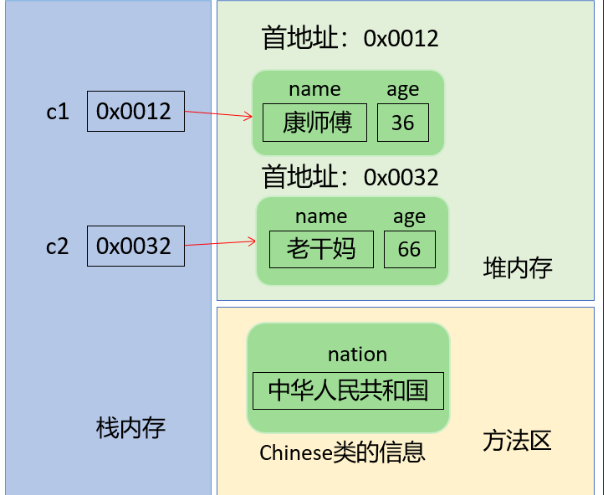 首地址：0x0012
name age
c1 0x0012 康师傅 36
首地址：0x0032
name age
c2 0x0032 老干妈 66
堆内存
nation
中华人民共和国
栈内存
Chinese类的信息
方法区